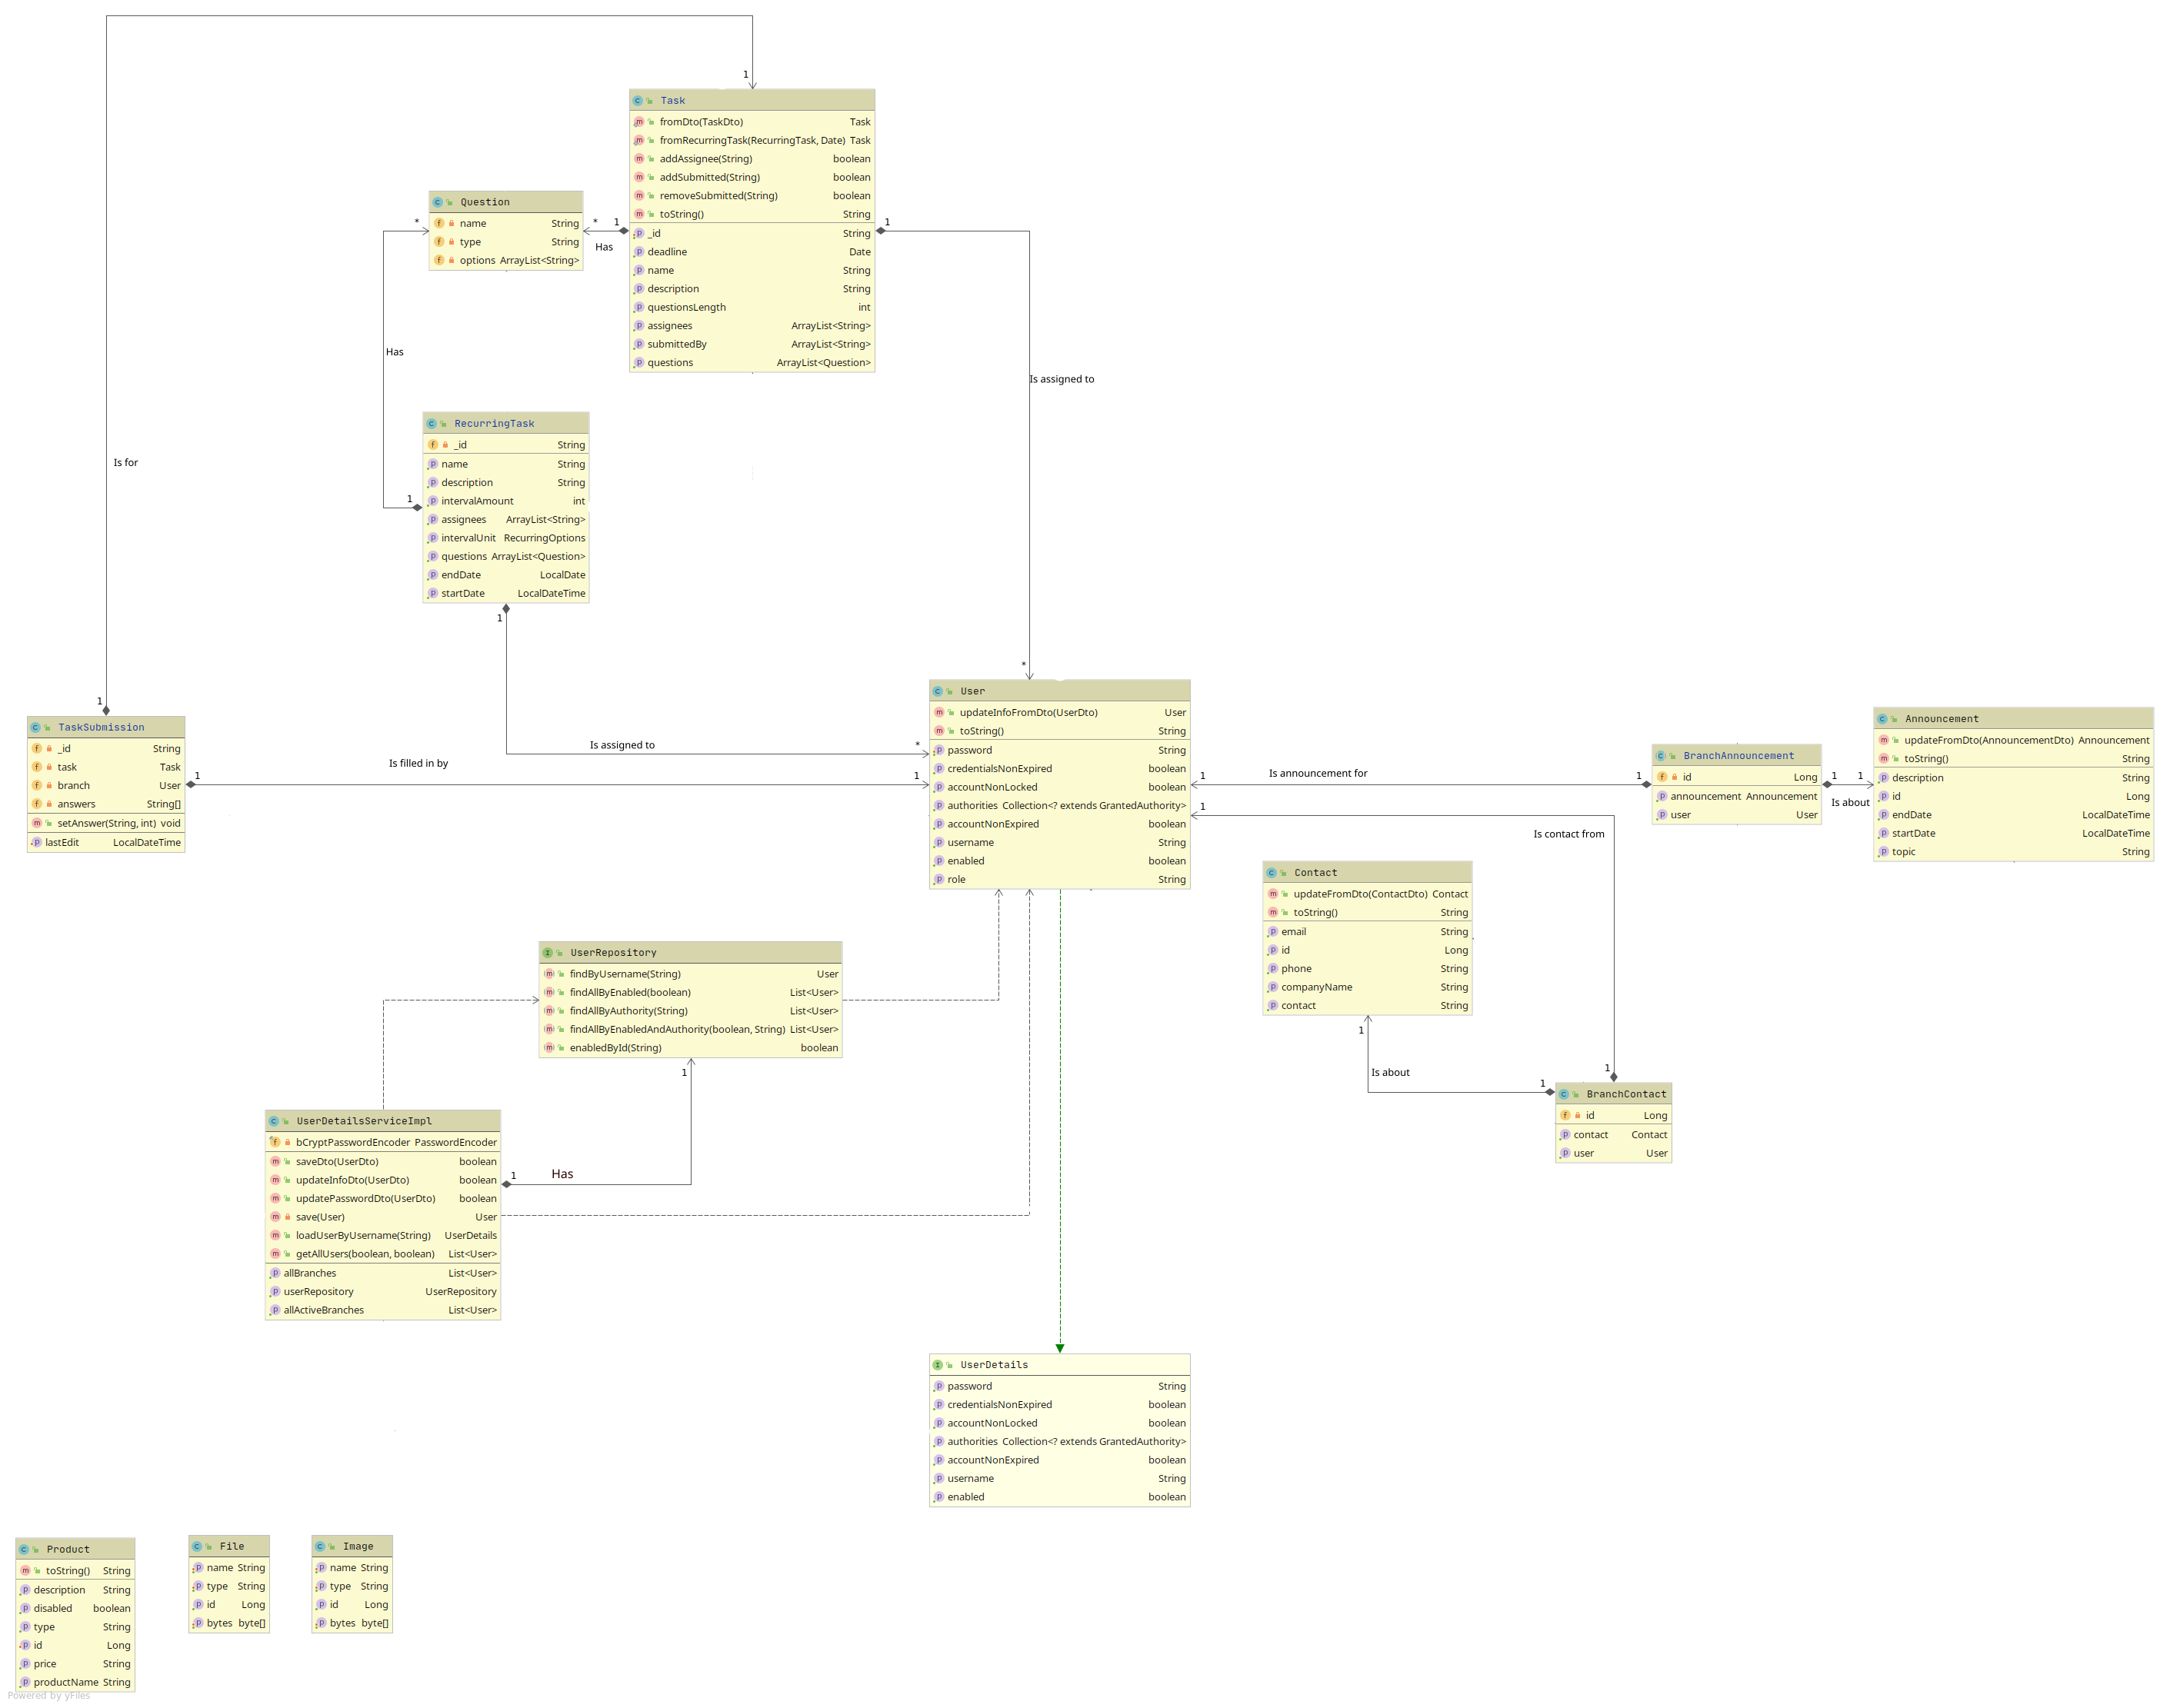 1
Task
fromDto(TaskDto) Task
fromRecurringTask(RecurringTask, Date) Task
addAssignee(String) boolean
addSubmitted(String) boolean
removeSubmitted(String) boolean
toString() String
_id String
deadline Date
name String
description String
questionsLength int
assignees ArrayList<String>
submittedBy ArrayList<String>
questions ArrayList<Question>
Question
name String
type String
options ArrayList<String>
*
* 1
Has
1
Has
Is assigned to
RecurringTask
_id String
name String
description String
intervalAmount int
assignees ArrayList<String>
intervalUnit RecurringOptions
questions ArrayList<Question>
endDate LocalDate
startDate LocalDateTime
1
Is for
1
*
1
TaskSubmission
_id String
task Task
branch User
answers String[]
setAnswer(String, int) void
lastEdit LocalDateTime
Is assigned to *
Is filled in by
1 1
User
updateInfoFromDto(UserDto) User
toString() String
password String
credentialsNonExpired boolean
accountNonLocked boolean
authorities Collection<? extends GrantedAuthority>
accountNonExpired boolean
username String
enabled boolean
role String
1 Is announcement for 1
1
Is contact from
BranchAnnouncement
id Long
announcement Announcement
user User
1 1
Is about
Announcement
updateFromDto(AnnouncementDto) Announcement
toString() String
description String
id Long
endDate LocalDateTime
startDate LocalDateTime
topic String
Contact
updateFromDto(ContactDto) Contact
toString() String
email String
id Long
phone String
companyName String
contact String
1
Is about
1
1
BranchContact
id Long
contact Contact
user User
UserRepository
findByUsername(String) User
findAllByEnabled(boolean) List<User>
findAllByAuthority(String) List<User>
findAllByEnabledAndAuthority(boolean, String) List<User>
enabledById(String) boolean
1
UserDetailsServiceImpl
bCryptPasswordEncoder PasswordEncoder
saveDto(UserDto) boolean
updateInfoDto(UserDto) boolean
updatePasswordDto(UserDto) boolean
save(User) User
loadUserByUsername(String) UserDetails
getAllUsers(boolean, boolean) List<User>
allBranches List<User>
userRepository UserRepository
allActiveBranches List<User>
1 Has
UserDetails
password String
credentialsNonExpired boolean
accountNonLocked boolean
authorities Collection<? extends GrantedAuthority>
accountNonExpired boolean
username String
enabled boolean
Product
toString() String
description String
disabled boolean
type String
id Long
price String
productName String
File
name String
type String
id Long
bytes byte[]
Image
name String
type String
id Long
bytes byte[]
Powered by yFiles